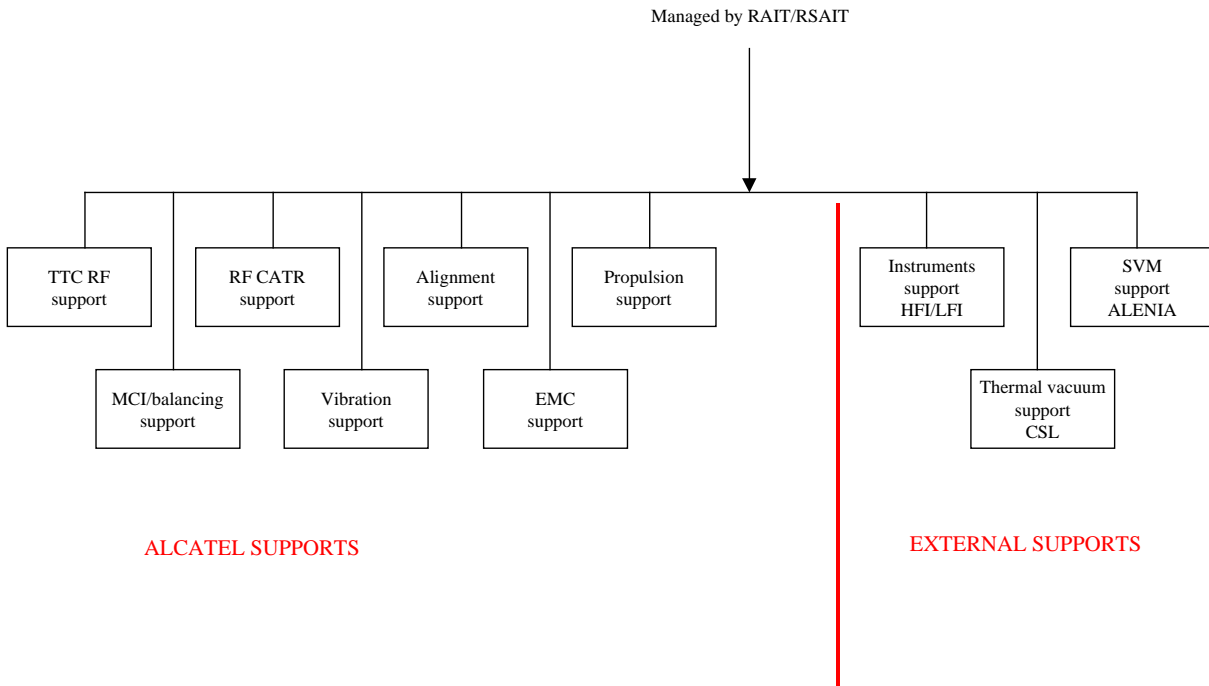 Managed by RAIT/RSAIT
TTC RF
support
RF CATR
support
Alignment
support
Propulsion
support
Instruments
support
HFI/LFI
SVM
support
ALENIA
MCI/balancing
support
Vibration
support
EMC
support
Thermal vacuum
support
CSL
ALCATEL SUPPORTS
EXTERNAL SUPPORTS